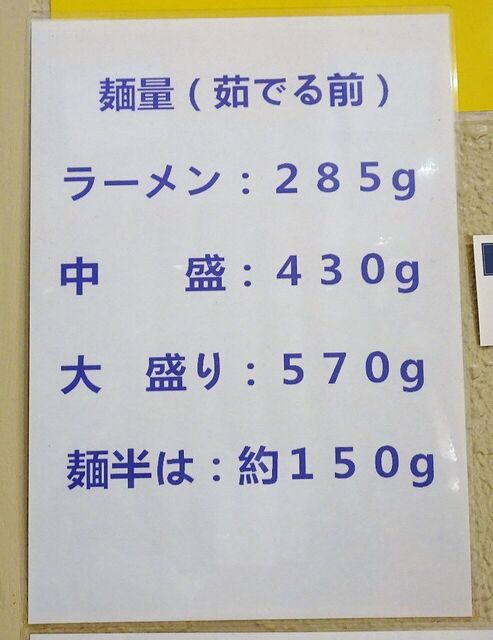 麺量(茹でる前)
ラーメン：２８５g
中　　盛：４３０g
大　盛り：５７０g
麺半は：約１５０g